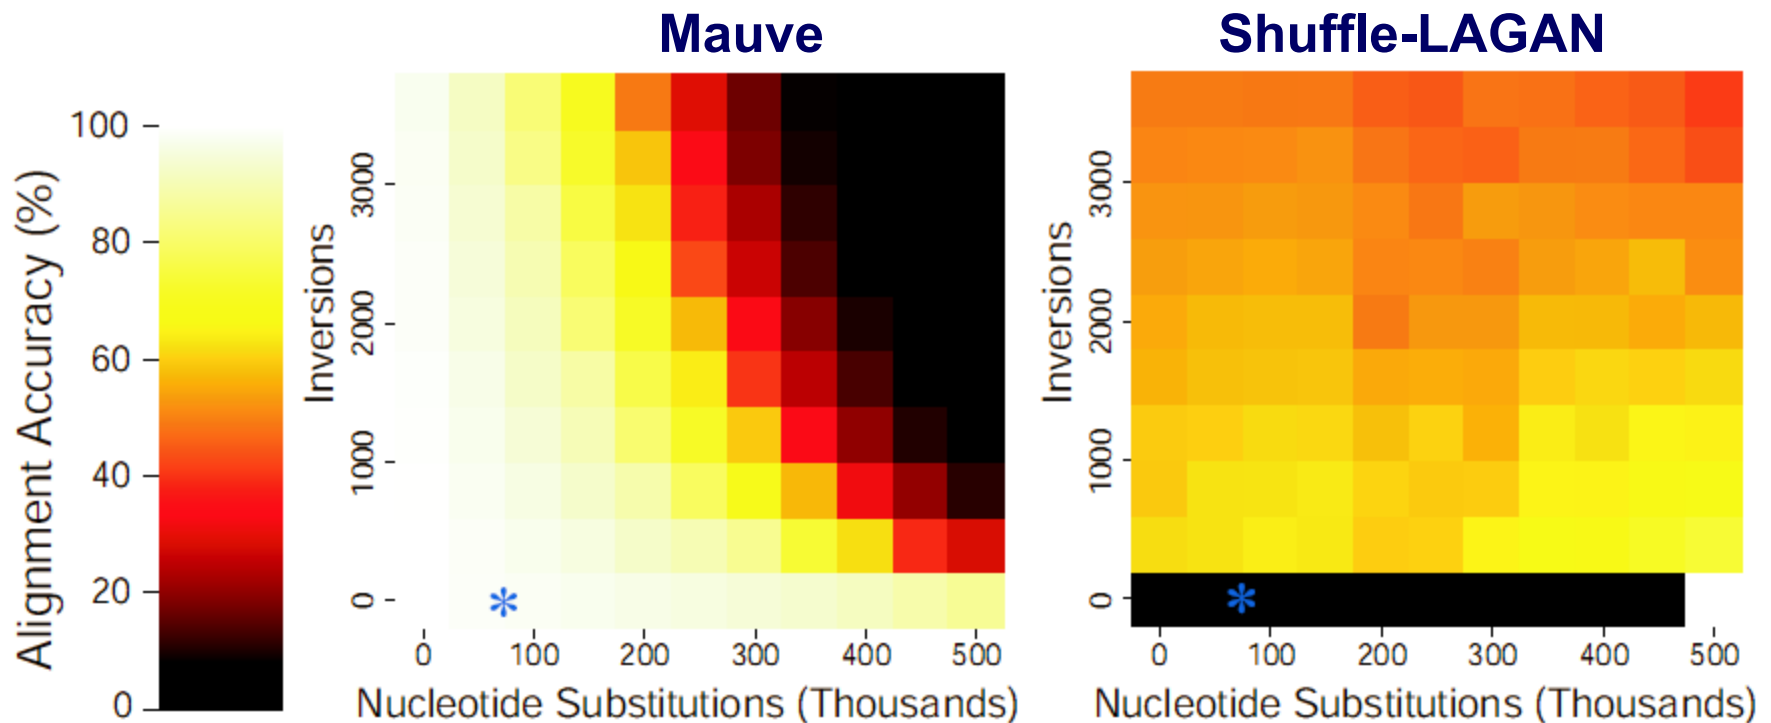 Mauve
Shuffle-LAGAN
Alignment Accuracy (%)
100
80
60
40
20
0
Inversions
3000
2000
1000
0
*
0 100 200 300 400 500
Nucleotide Substitutions (Thousands)
Inversions
3000
2000
1000
0
*
0 100 200 300 400 500
Nucleotide Substitutions (Thousands)